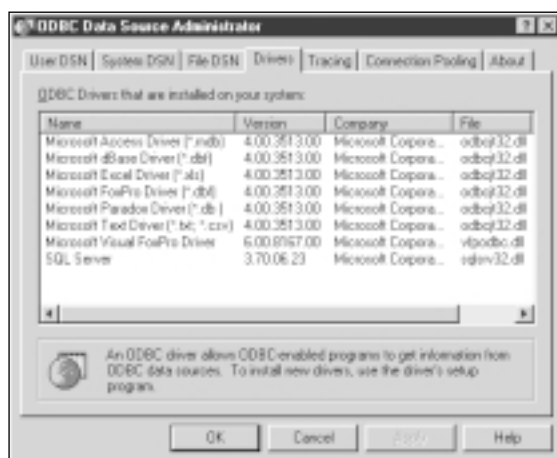 ODBC Data Source Administrator
User DSN System DSN File DSN Drivers Tracing Connection Pooling About
ODBC Drivers that are installed on your system:
Name Version Company File
Microsoft Access Driver (*.mdb) 4.00.3513.00 Microsoft Corpora... odbcjt32.dll
Microsoft dBase Driver (*.dbf) 4.00.3513.00 Microsoft Corpora... odbcjt32.dll
Microsoft Excel Driver (*.xls) 4.00.3513.00 Microsoft Corpora... odbcjt32.dll
Microsoft FoxPro Driver (*.dbf) 4.00.3513.00 Microsoft Corpora... odbcjt32.dll
Microsoft Paradox Driver (*.db ) 4.00.3513.00 Microsoft Corpora... odbcjt32.dll
Microsoft Text Driver (*.txt; *.csv) 4.00.3513.00 Microsoft Corpora... odbcjt32.dll
Microsoft Visual FoxPro Driver 6.00.8167.00 Microsoft Corpora... vfpodbc.dll
SQL Server 3.70.06.23 Microsoft Corpora... sqlsrv32.dll
An ODBC driver allows ODBC-enabled programs to get information from
ODBC data sources. To install new drivers, use the driver's setup
program.
OK Cancel Apply Help